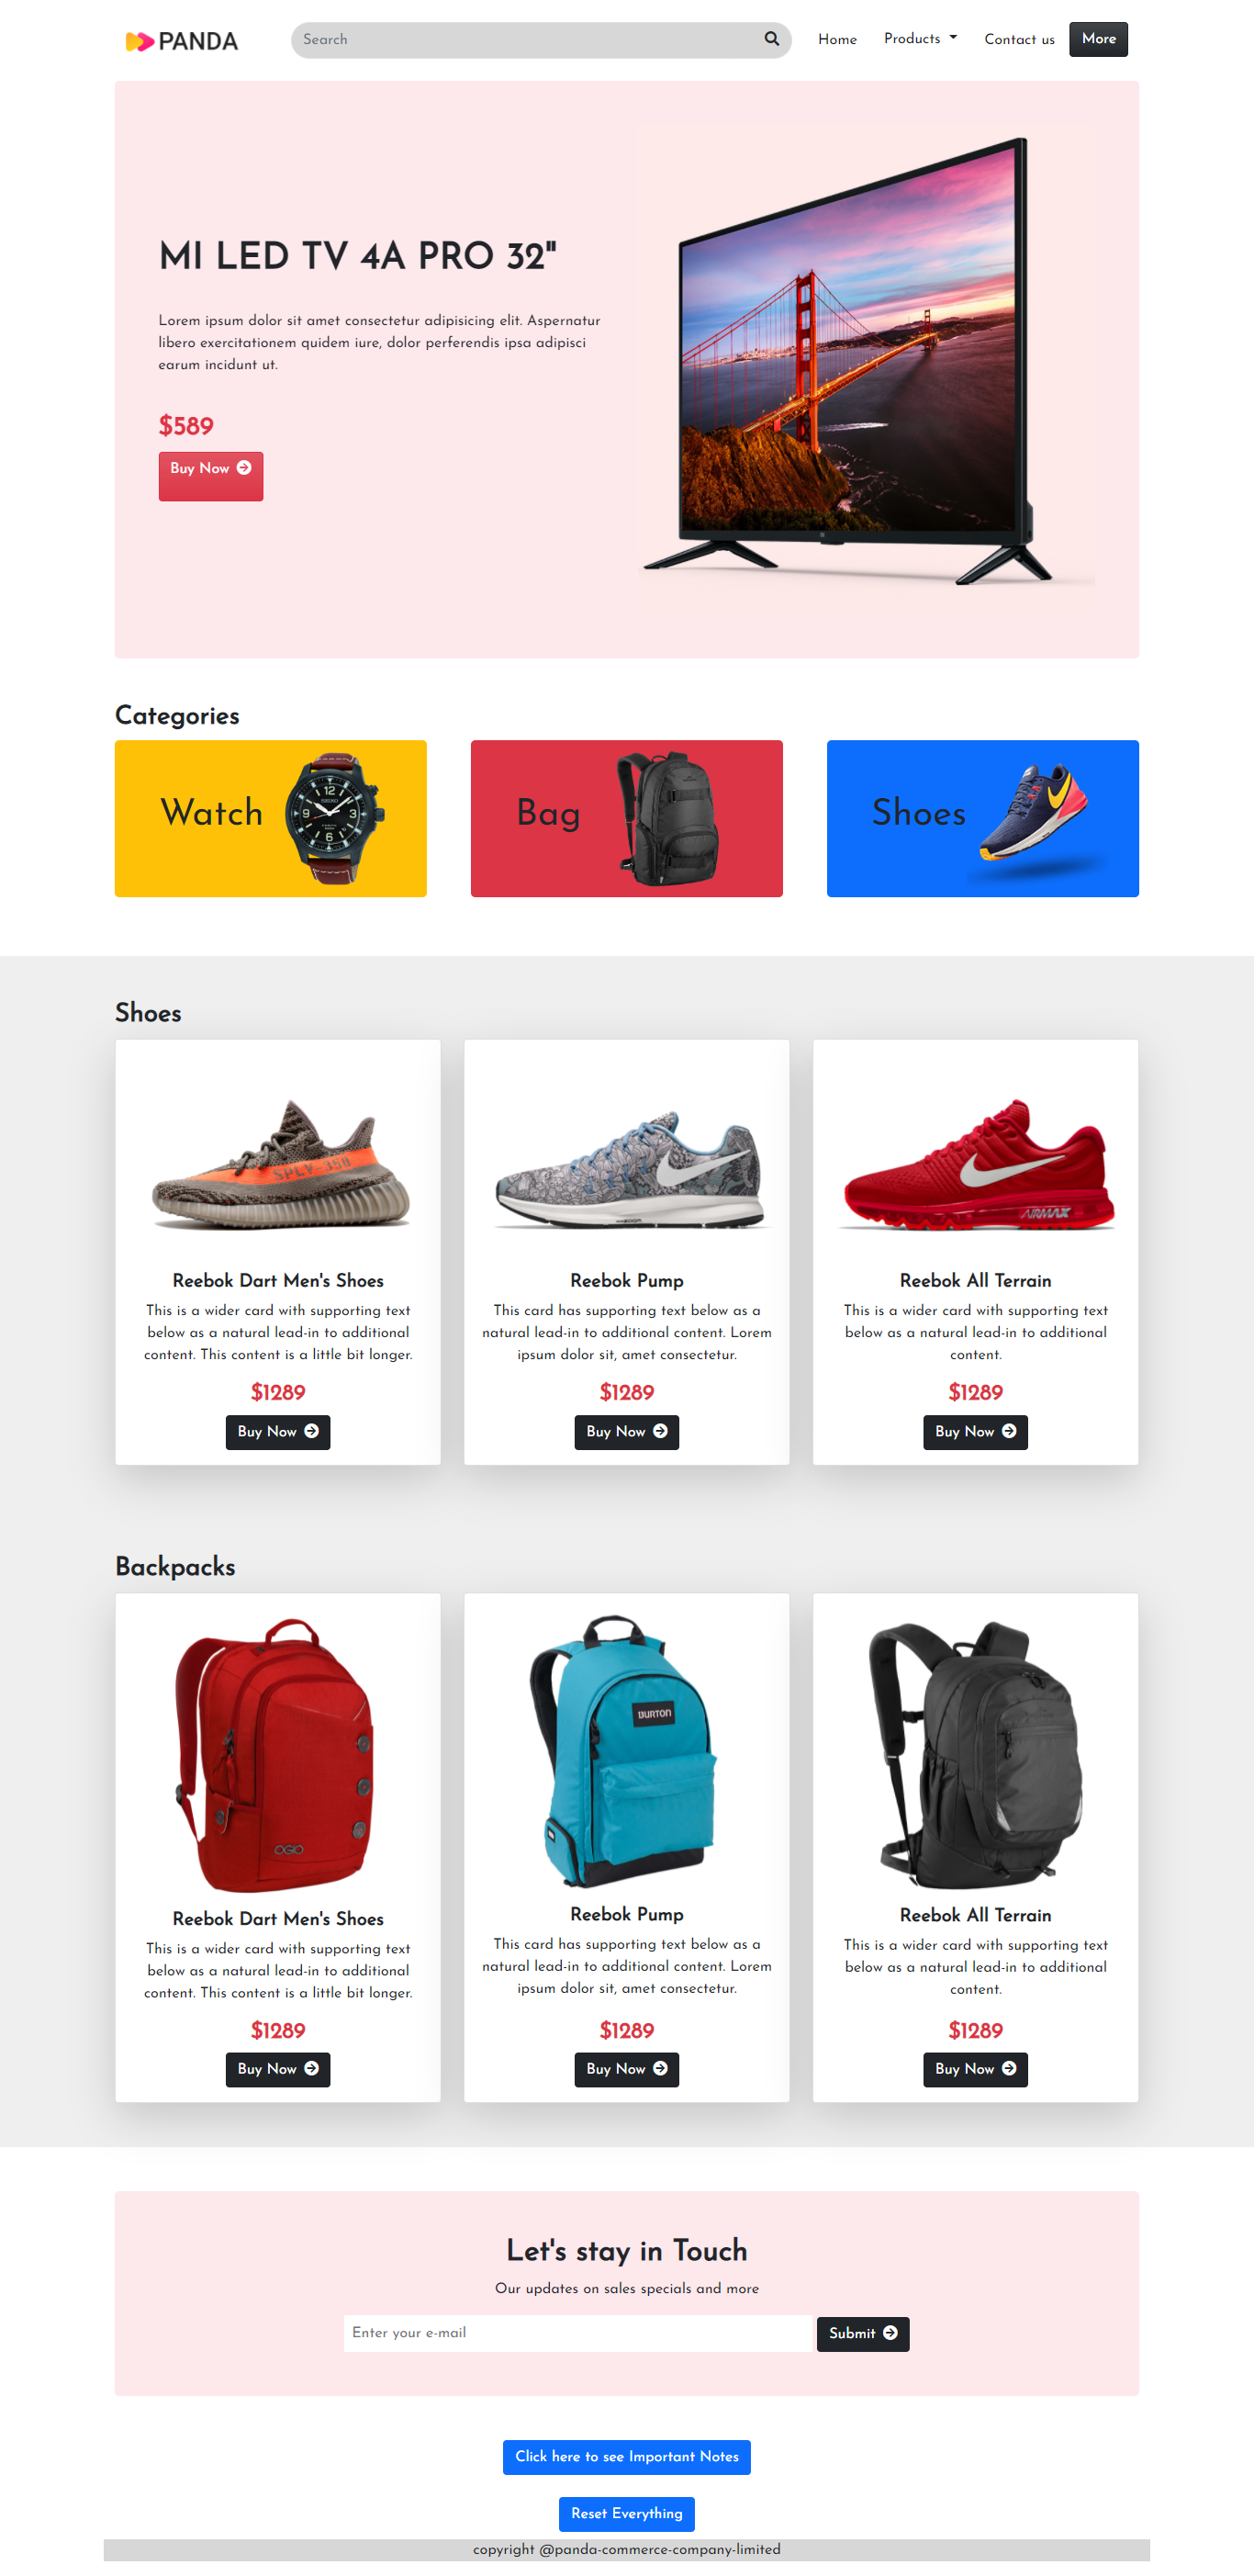 PANDA
Search
Home
Products
Contact us
More
MI LED TV 4A PRO 32"
Lorem ipsum dolor sit amet consectetur adipisicing elit. Aspernatur
libero exercitationem quidem iure, dolor perferendis ipsa adipisci
earum incidunt ut.
$589
Buy Now
Categories
Watch
SEIKO
12
3
6
9
Bag
Shoes
Shoes
SPLY-350
zoom
AIRMAX
Reebok Dart Men's Shoes
This is a wider card with supporting text
below as a natural lead-in to additional
content. This content is a little bit longer.
$1289
Buy Now
Reebok Pump
This card has supporting text below as a
natural lead-in to additional content. Lorem
ipsum dolor sit, amet consectetur.
$1289
Buy Now
Reebok All Terrain
This is a wider card with supporting text
below as a natural lead-in to additional
content.
$1289
Buy Now
Backpacks
OGIO
BURTON
Reebok Dart Men's Shoes
This is a wider card with supporting text
below as a natural lead-in to additional
content. This content is a little bit longer.
$1289
Buy Now
Reebok Pump
This card has supporting text below as a
natural lead-in to additional content. Lorem
ipsum dolor sit, amet consectetur.
$1289
Buy Now
Reebok All Terrain
This is a wider card with supporting text
below as a natural lead-in to additional
content.
$1289
Buy Now
Let's stay in Touch
Our updates on sales specials and more
Enter your e-mail
Submit
Click here to see Important Notes
Reset Everything
copyright @panda-commerce-company-limited